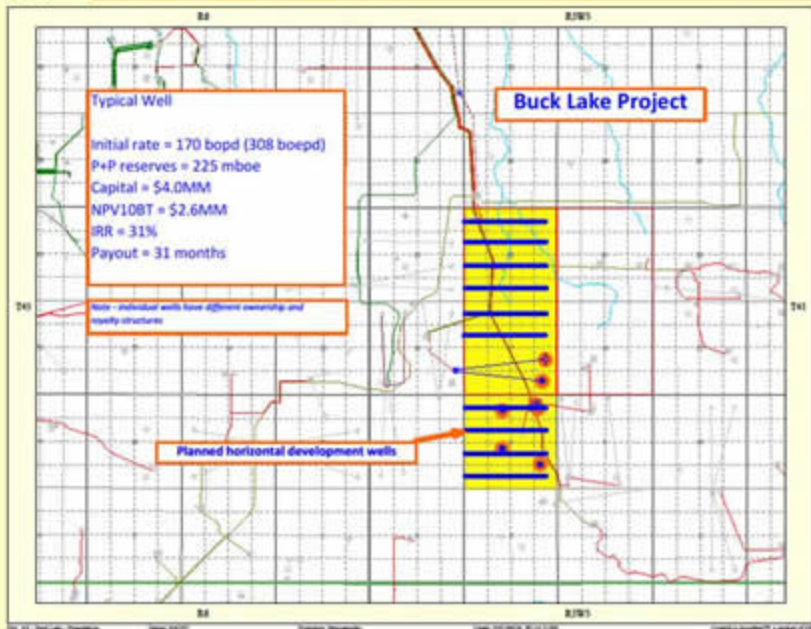 Buck Lake Project
Typical Well
Initial rate = 170 bopd (308 boepd)
P+P reserves = 225 mboe
Capital = $4.0MM
NPV10BT = $2.6MM
IRR = 31%
Payout = 31 months
Note - individual wells have different ownership and
royalty structures
Planned horizontal development wells